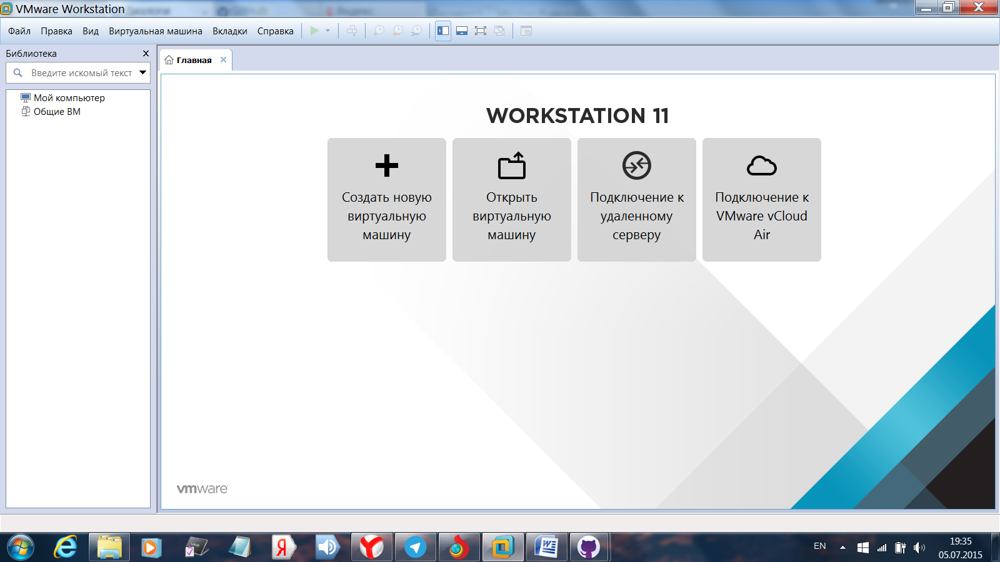 VMware Workstation
Файл Правка Вид Виртуальная машина Вкладки Справка
Библиотека
Введите искомый текст
Мой компьютер
Общие ВМ
Главная
WORKSTATION 11
Создать новую
виртуальную
машину
Открыть
виртуальную
машину
Подключение к
удаленному
серверу
Подключение к
VMware vCloud
Air
vmware
EN
19:35
05.07.2015